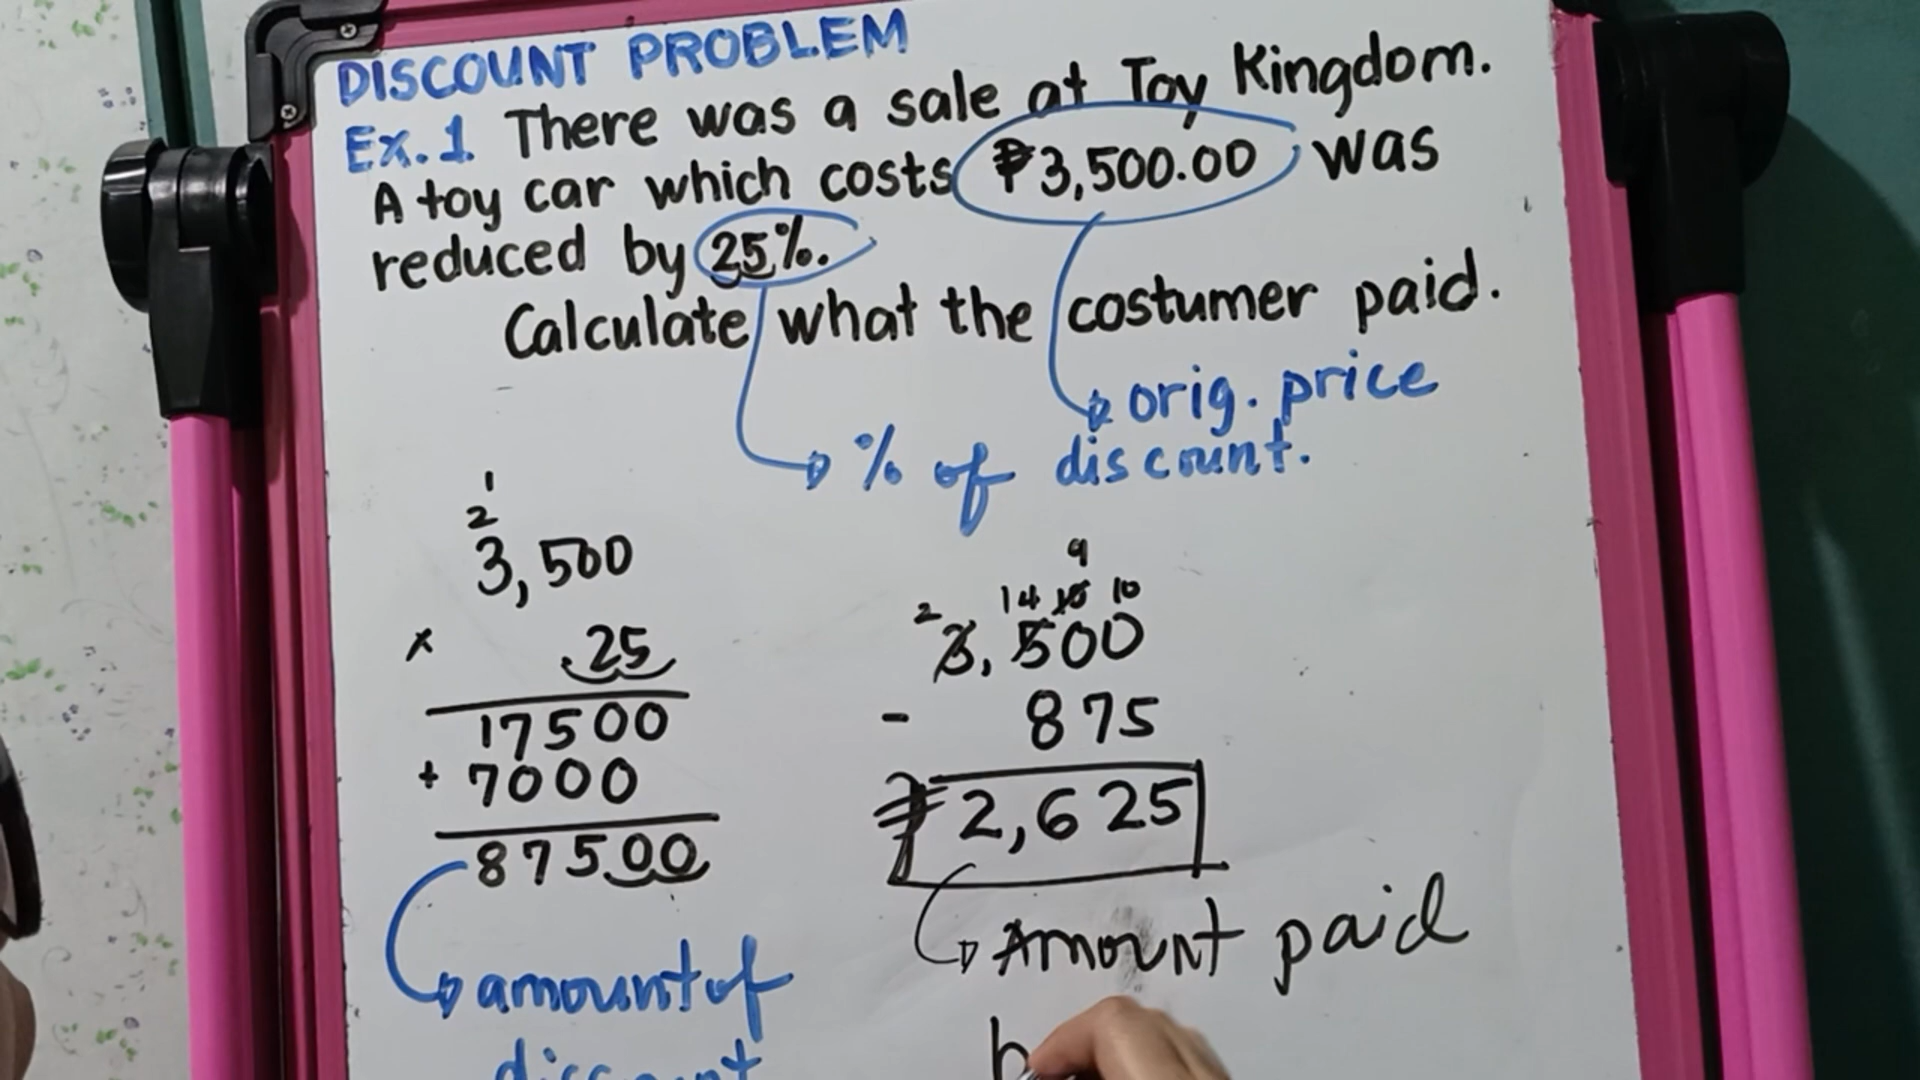 DISCOUNT PROBLEM
Ex. 1 There was a sale at Toy Kingdom.
A toy car which costs ₱3,500.00 was
reduced by 25%.
Calculate what the costumer paid.
orig. price
% of discount.
1
2
3,500
x .25
17500
+ 7000
87500
amount of
discount
9
2 14 10 10
3,500
- 875
₱2,625
Amount paid
b